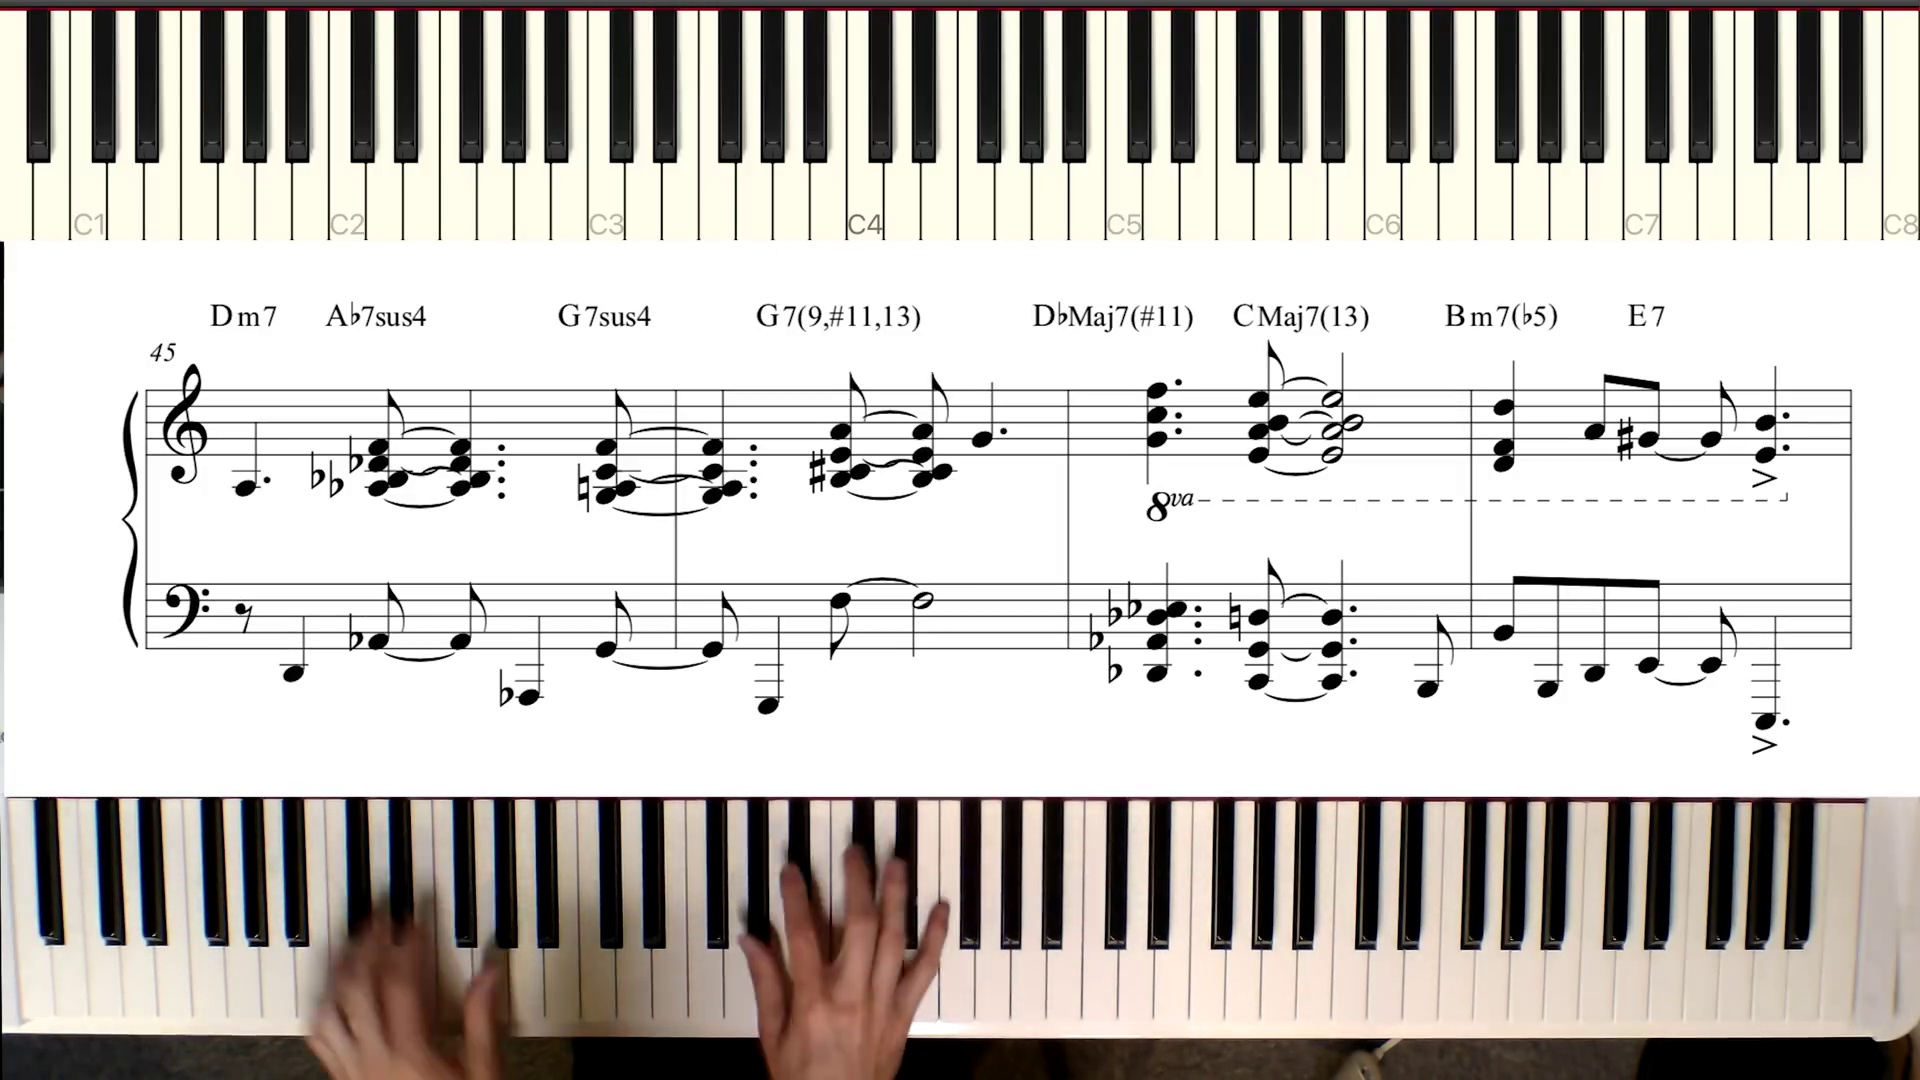 C1 C2 C3 C4 C5 C6 C7 C8
Dm7 A♭7sus4 G7sus4 G7(9,#11,13) D♭Maj7(#11) CMaj7(13) Bm7(♭5) E7
45
8va